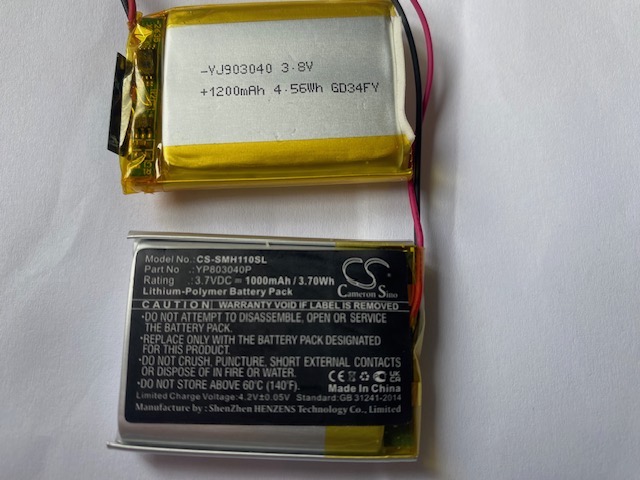 -YJ903040 3.8V
+1200mAh 4.56Wh GD34FY
Model No.: CS-SMH110SL
Part No .: YP803040P
Rating : 3.7VDC ⎓ 1000mAh / 3.70Wh
Lithium-Polymer Battery Pack
CS
Cameron Sino
CAUTION WARRANTY VOID IF LABEL IS REMOVED
•DO NOT ATTEMPT TO DISASSEMBLE OR SERVICE
THE BATTERY PACK.
•REPLACE ONLY WITH THE BATTERY PACK DESIGNATED
FOR THIS PRODUCT.
•DO NOT CRUSH, PUNCTURE, SHORT EXTERNAL CONTACTS
OR DISPOSE OF IN FIRE OR WATER.
•DO NOT STORE ABOVE 60°C (140°F).
CE
UKCA
Limited Charge Voltage:4.2V±0.05V Standard:GB 31241-2014
Manufacture by : ShenZhen HENZENS Technology Co., Limited